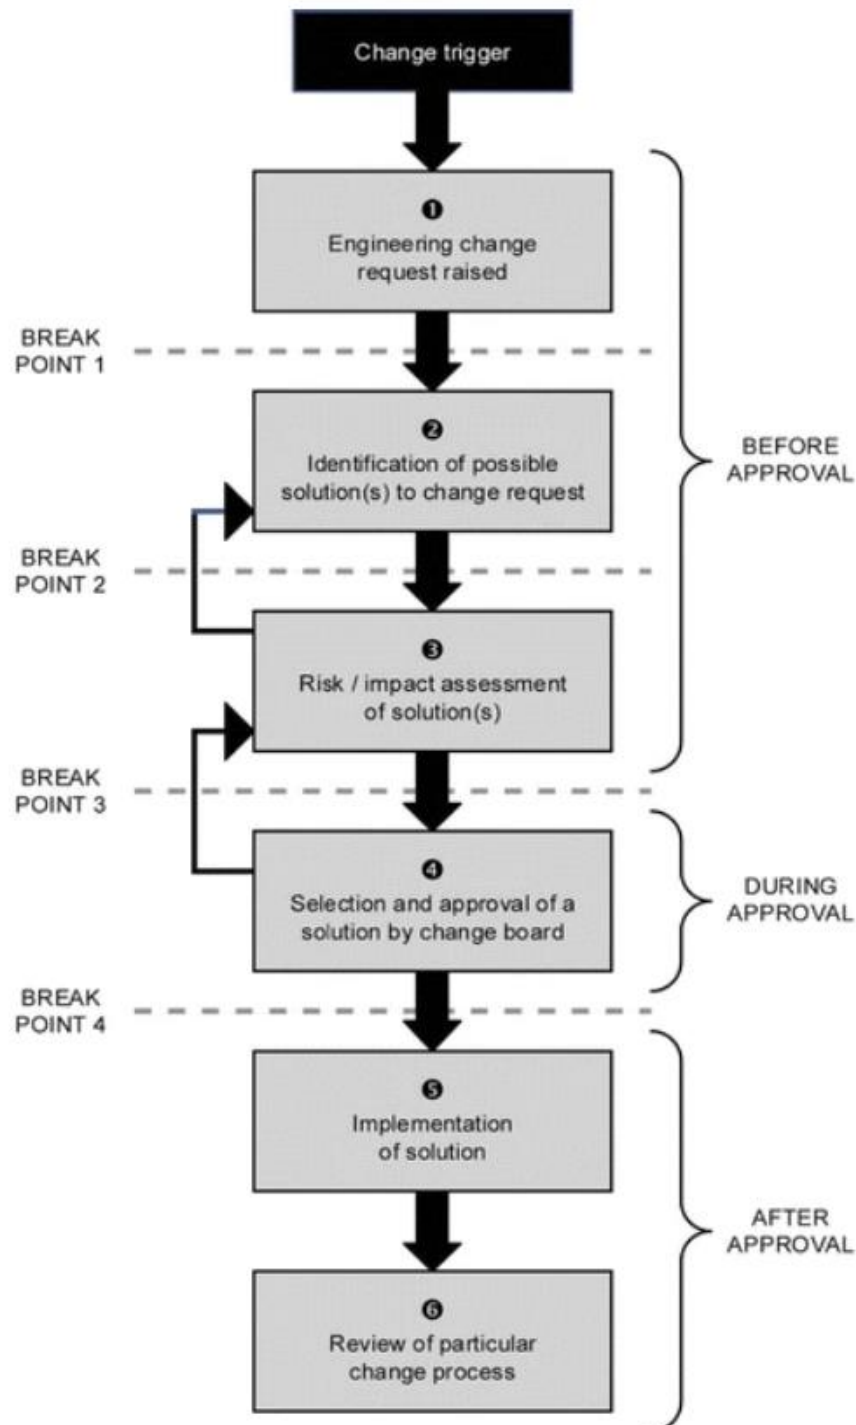 Change trigger
❶
Engineering change
request raised
BREAK
POINT 1
❷
Identification of possible
solution(s) to change request
BEFORE
APPROVAL
BREAK
POINT 2
❸
Risk / impact assessment
of solution(s)
BREAK
POINT 3
❹
Selection and approval of a
solution by change board
DURING
APPROVAL
BREAK
POINT 4
❺
Implementation
of solution
AFTER
APPROVAL
❻
Review of particular
change process